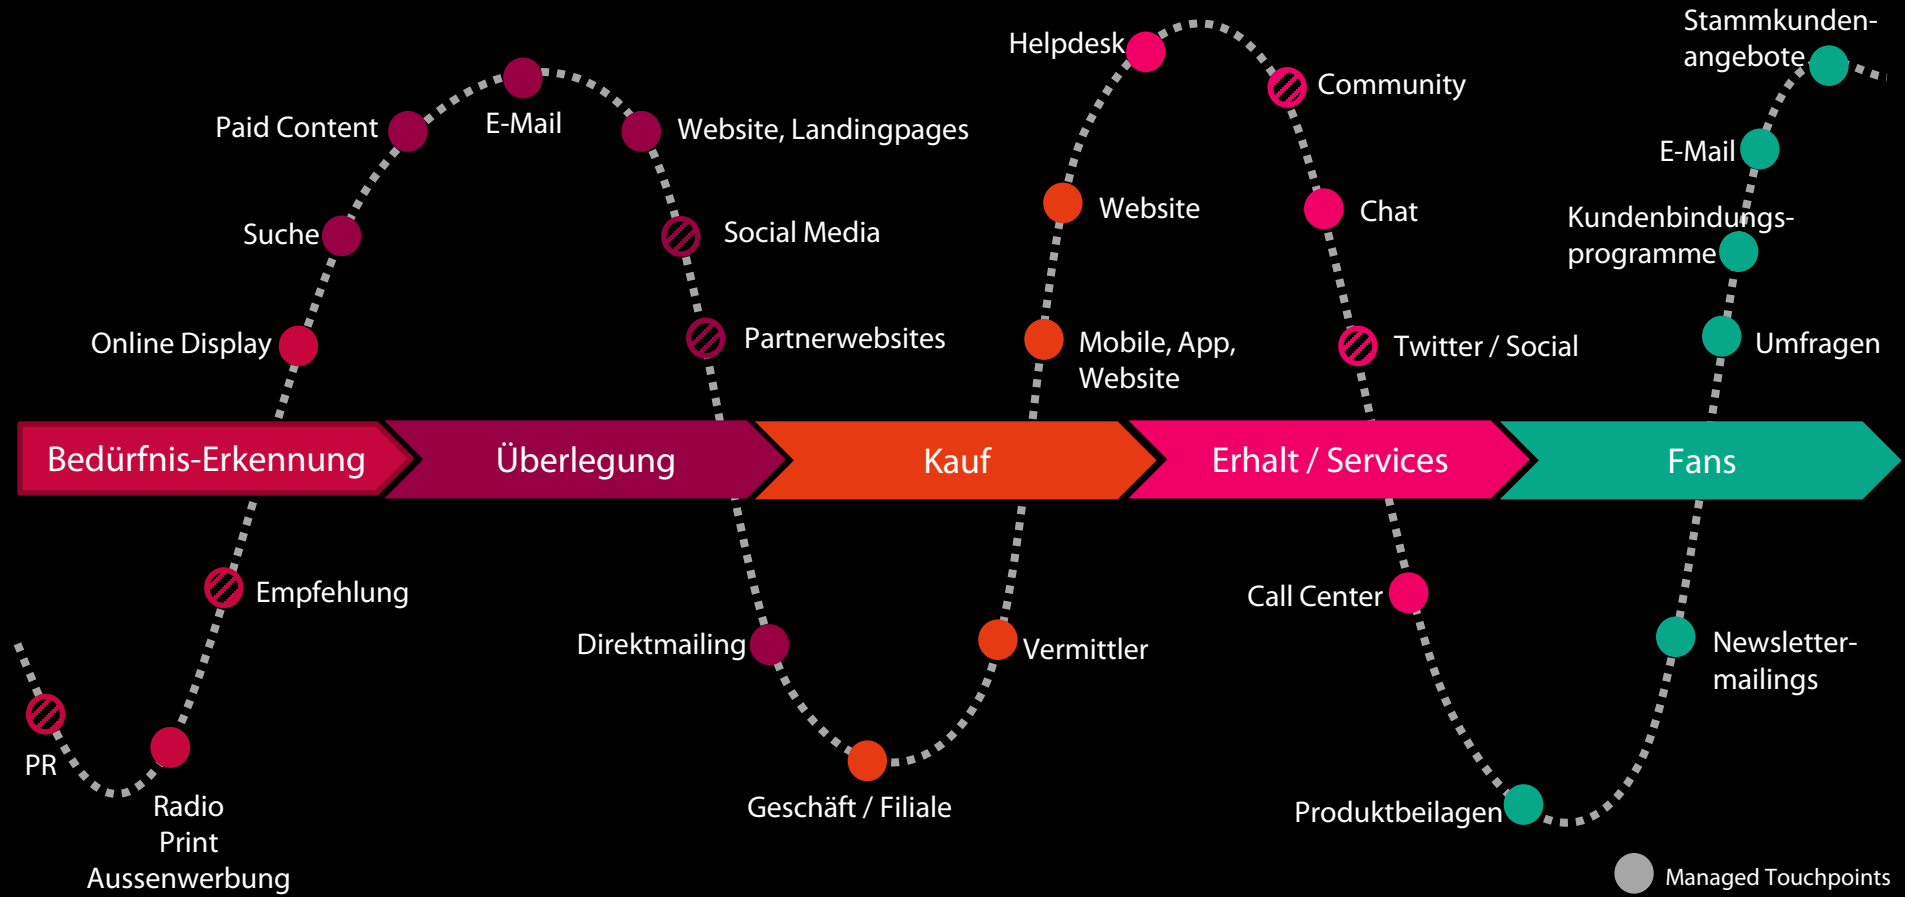 Stammkunden-
angebote
Helpdesk
Community
Paid Content
E-Mail
Website, Landingpages
E-Mail
Website
Chat
Kundenbindungs-
programme
Suche
Social Media
Online Display
Partnerwebsites
Mobile, App,
Website
Twitter / Social
Umfragen
Bedürfnis-Erkennung
Überlegung
Kauf
Erhalt / Services
Fans
Empfehlung
Call Center
Direktmailing
Vermittler
Newsletter-
mailings
PR
Radio
Print
Aussenwerbung
Geschäft / Filiale
Produktbeilagen
Managed Touchpoints